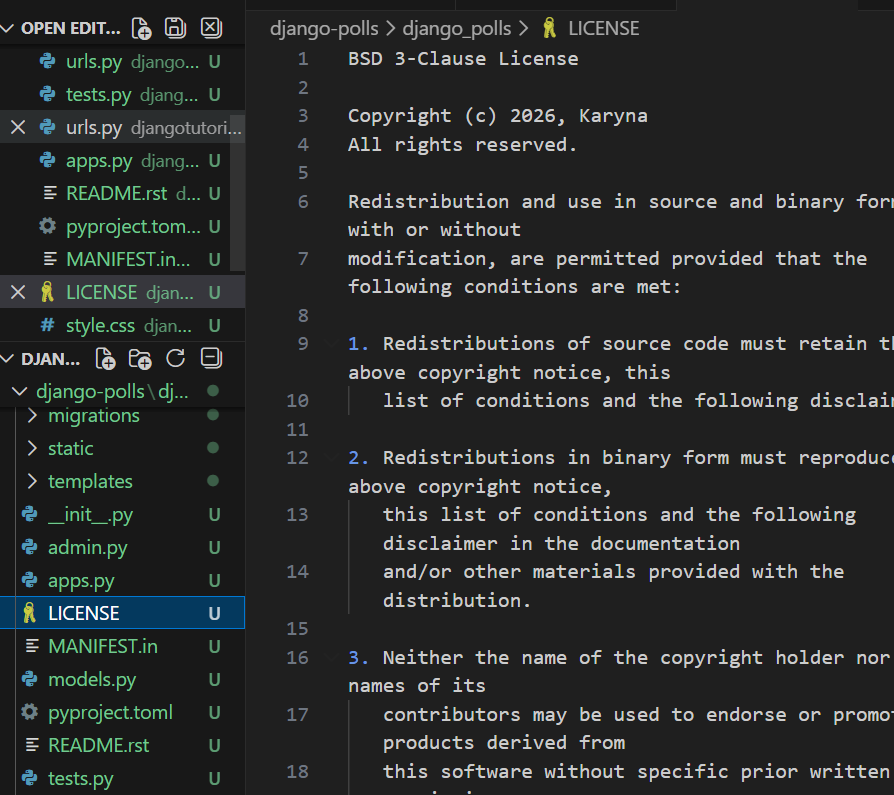 OPEN EDIT...
urls.py django... U
tests.py djang... U
urls.py djangotutori...
apps.py djang... U
README.rst d... U
pyproject.tom... U
MANIFEST.in... U
LICENSE djan... U
# style.css djan... U
DJAN...
django-polls\dj...
migrations
static
templates
__init__.py U
admin.py U
apps.py U
LICENSE U
MANIFEST.in U
models.py U
pyproject.toml U
README.rst U
tests.py U
django-polls > django_polls > LICENSE
1 BSD 3-Clause License
2
3 Copyright (c) 2026, Karyna
4 All rights reserved.
5
6 Redistribution and use in source and binary for
with or without
7 modification, are permitted provided that the
following conditions are met:
8
9 1. Redistributions of source code must retain th
above copyright notice, this
10 list of conditions and the following disclai
11
12 2. Redistributions in binary form must reproduce
above copyright notice,
13 this list of conditions and the following
disclaimer in the documentation
14 and/or other materials provided with the
distribution.
15
16 3. Neither the name of the copyright holder nor
names of its
17 contributors may be used to endorse or promo
products derived from
18 this software without specific prior written